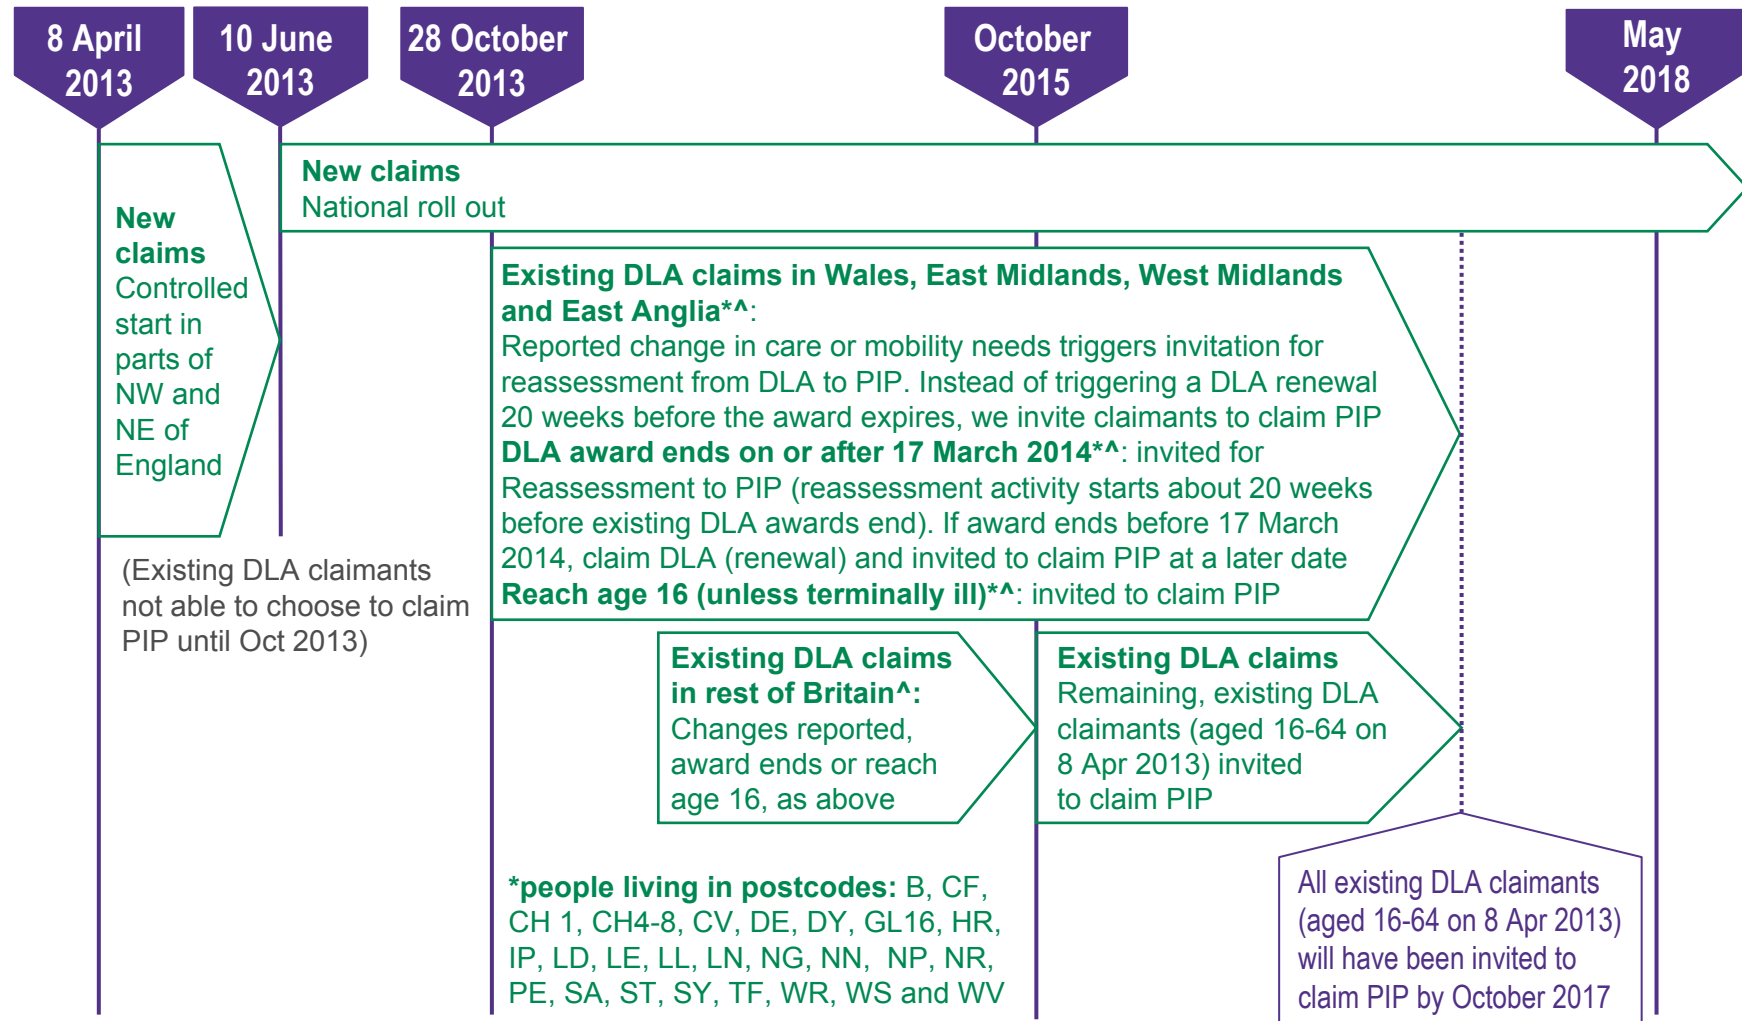 8 April
2013
10 June
2013
28 October
2013
October
2015
May
2018
New
claims
Controlled
start in
parts of
NW and
NE of
England
New claims
National roll out
(Existing DLA claimants
not able to choose to claim
PIP until Oct 2013)
Existing DLA claims in Wales, East Midlands, West Midlands
and East Anglia*^:
Reported change in care or mobility needs triggers invitation for
reassessment from DLA to PIP. Instead of triggering a DLA renewal
20 weeks before the award expires, we invite claimants to claim PIP
DLA award ends on or after 17 March 2014*^: invited for
Reassessment to PIP (reassessment activity starts about 20 weeks
before existing DLA awards end). If award ends before 17 March
2014, claim DLA (renewal) and invited to claim PIP at a later date
Reach age 16 (unless terminally ill)*^: invited to claim PIP
Existing DLA claims
in rest of Britain^:
Changes reported,
award ends or reach
age 16, as above
Existing DLA claims
Remaining, existing DLA
claimants (aged 16-64 on
8 Apr 2013) invited
to claim PIP
*people living in postcodes: B, CF,
CH 1, CH4-8, CV, DE, DY, GL16, HR,
IP, LD, LE, LL, LN, NG, NN, NP, NR,
PE, SA, ST, SY, TF, WR, WS and WV
All existing DLA claimants
(aged 16-64 on 8 Apr 2013)
will have been invited to
claim PIP by October 2017